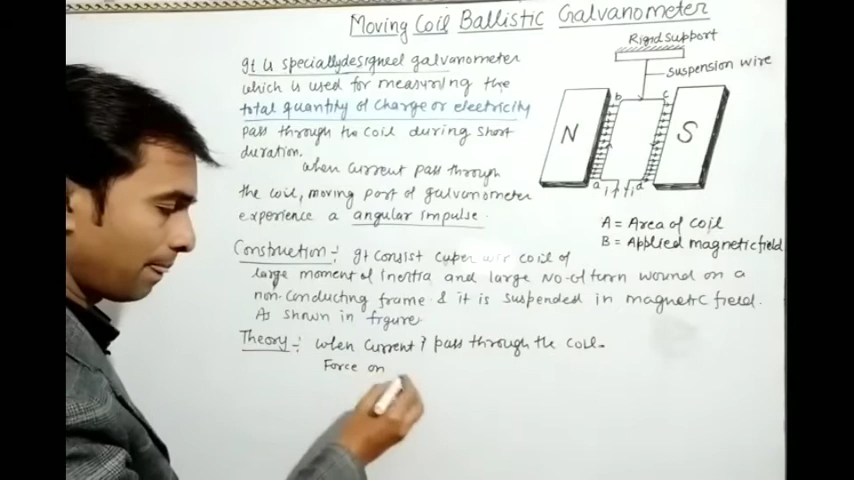 Moving Coil Ballistic Galvanometer
It is speciallydesigned galvanometer
which is used for measuring the
total quantity of charge or electricity
pass through the coil during short
duration.
when current pass through
the coil, moving part of galvanometer
experience a angular impulse.
Rigid support
suspension wire
b c
N S
a i i d
A = Area of coil
B = Applied magnetic field
Construction:- It consist cuper wir coil of
large moment of inertia and large No-of turn wound on a
non-conducting frame & it is suspended in magnetic field.
As shown in figure
Theory:- when current i pass through the coil-
Force on